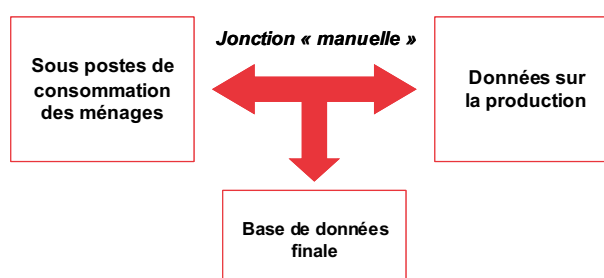 Jonction « manuelle »
Sous postes de
consommation
des ménages
Données sur
la production
Base de données
finale